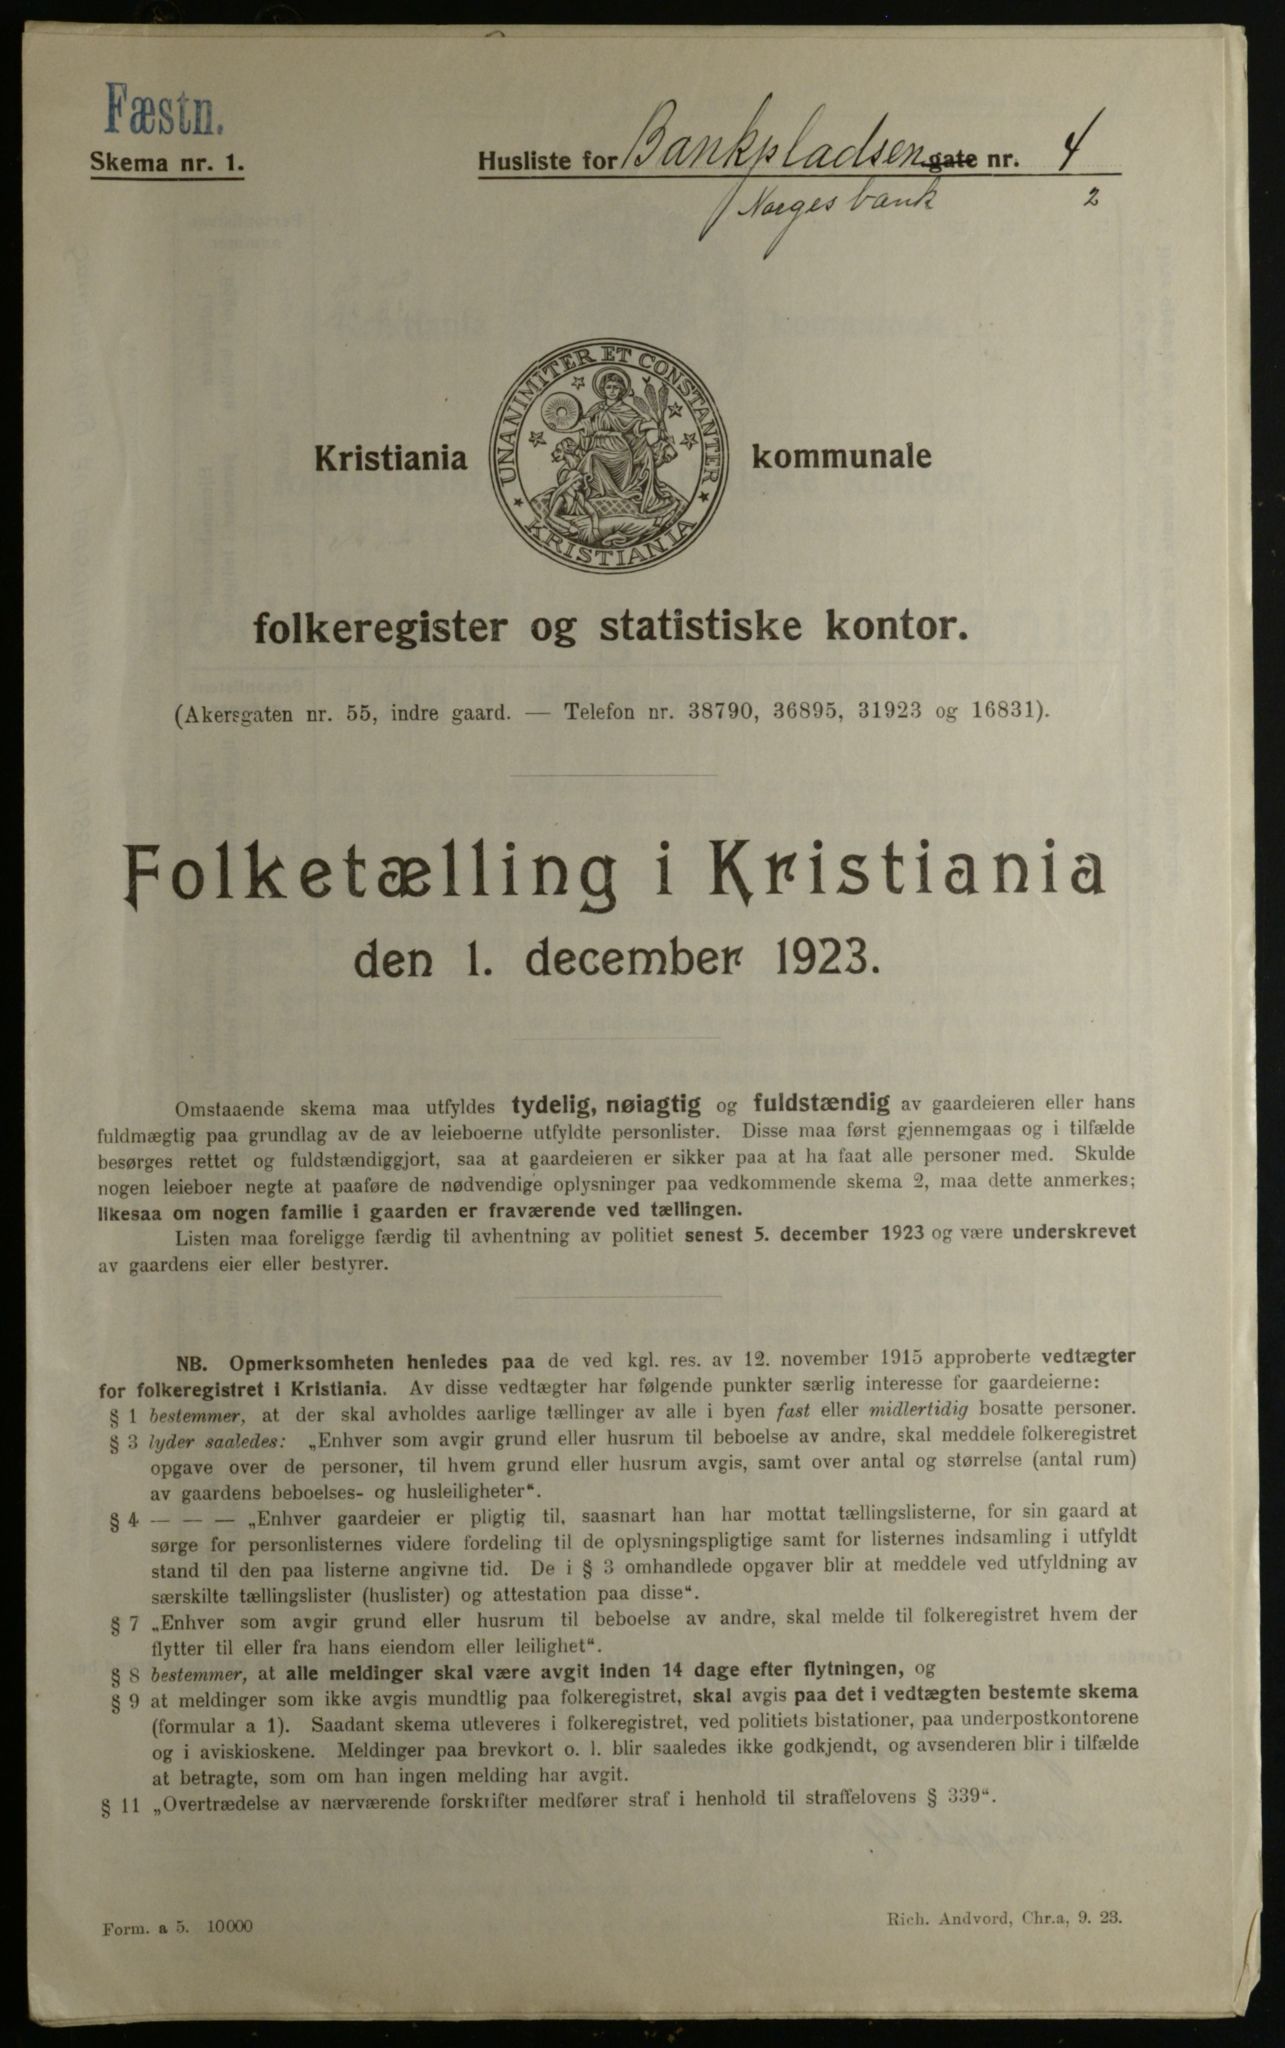 Fæstn.
Skema nr. 1.
Husliste for Bankpladsen gate nr. 4
Norges bank 2
UNANIMITER ET CONSTANTER
KRISTIANIA
Kristiania kommunale
folkeregister og statistiske kontor.
(Akersgaten nr. 55, indre gaard. — Telefon nr. 38790, 36895, 31923 og 16831).
Folketælling i Kristiania
den 1. december 1923.
Omstaaende skema maa utfyldes tydelig, nøiagtig og fuldstændig av gaardeieren eller hans
fuldmægtig paa grundlag av de av leieboerne utfyldte personlister. Disse maa først gjennemgaas og i tilfælde
besørges rettet og fuldstændiggjort, saa at gaardeieren er sikker paa at ha faat alle personer med. Skulde
nogen leieboer negte at paaføre de nødvendige oplysninger paa vedkommende skema 2, maa dette anmerkes;
likesaa om nogen familie i gaarden er fraværende ved tællingen.
Listen maa foreligge færdig til avhentning av politiet senest 5. december 1923 og være underskrevet
av gaardens eier eller bestyrer.
NB. Opmerksomheten henledes paa de ved kgl. res. av 12. november 1915 approberte vedtægter
for folkeregistret i Kristiania. Av disse vedtægter har følgende punkter særlig interesse for gaardeierne:
§ 1 bestemmer, at der skal avholdes aarlige tællinger av alle i byen fast eller midlertidig bosatte personer.
§ 3 lyder saaledes: „Enhver som avgir grund eller husrum til beboelse av andre, skal meddele folkeregistret
opgave over de personer, til hvem grund eller husrum avgis, samt over antal og størrelse (antal rum)
av gaardens beboelses- og husleiligheter“.
§ 4 — — — „Enhver gaardeier er pligtig til, saasnart han har mottat tællingslisterne, for sin gaard at
sørge for personlisternes videre fordeling til de oplysningspligtige samt for listernes indsamling i utfyldt
stand til den paa listerne angivne tid. De i § 3 omhandlede opgaver blir at meddele ved utfyldning av
særskilte tællingslister (huslister) og attestation paa disse“.
§ 7 „Enhver som avgir grund eller husrum til beboelse av andre, skal melde til folkeregistret hvem der
flytter til eller fra hans eiendom eller leilighet“.
§ 8 bestemmer, at alle meldinger skal være avgit inden 14 dage efter flytningen, og
§ 9 at meldinger som ikke avgis mundtlig paa folkeregistret, skal avgis paa det i vedtægten bestemte skema
(formular a 1). Saadant skema utleveres i folkeregistret, ved politiets bistationer, paa underpostkontorene
og i aviskioskene. Meldinger paa brevkort o. l. blir saaledes ikke godkjendt, og avsenderen blir i tilfælde
at betragte, som om han ingen melding har avgit.
§ 11 „Overtrædelse av nærværende forskrifter medfører straf i henhold til straffelovens § 339“.
Form. a 5. 10000
Rich. Andvord, Chr.a, 9. 23.